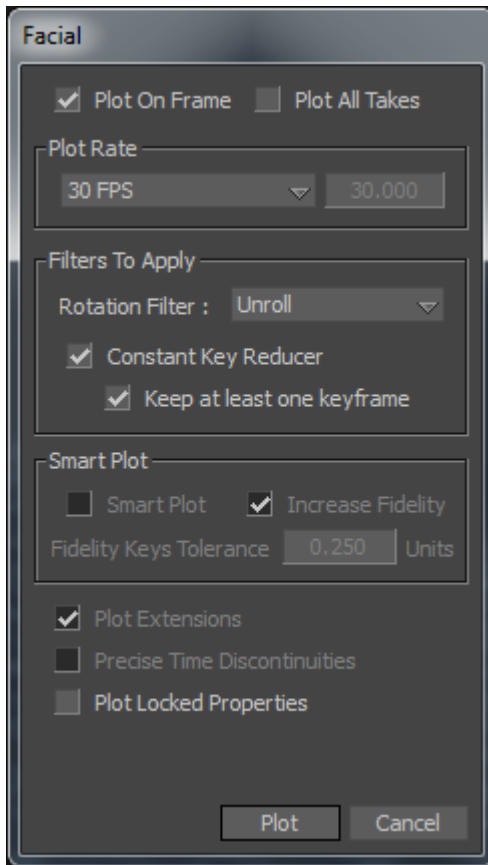 Facial
Plot On Frame Plot All Takes
Plot Rate
30 FPS 30.000
Filters To Apply
Rotation Filter : Unroll
Constant Key Reducer
Keep at least one keyframe
Smart Plot
Smart Plot Increase Fidelity
Fidelity Keys Tolerance 0.250 Units
Plot Extensions
Precise Time Discontinuities
Plot Locked Properties
Plot Cancel